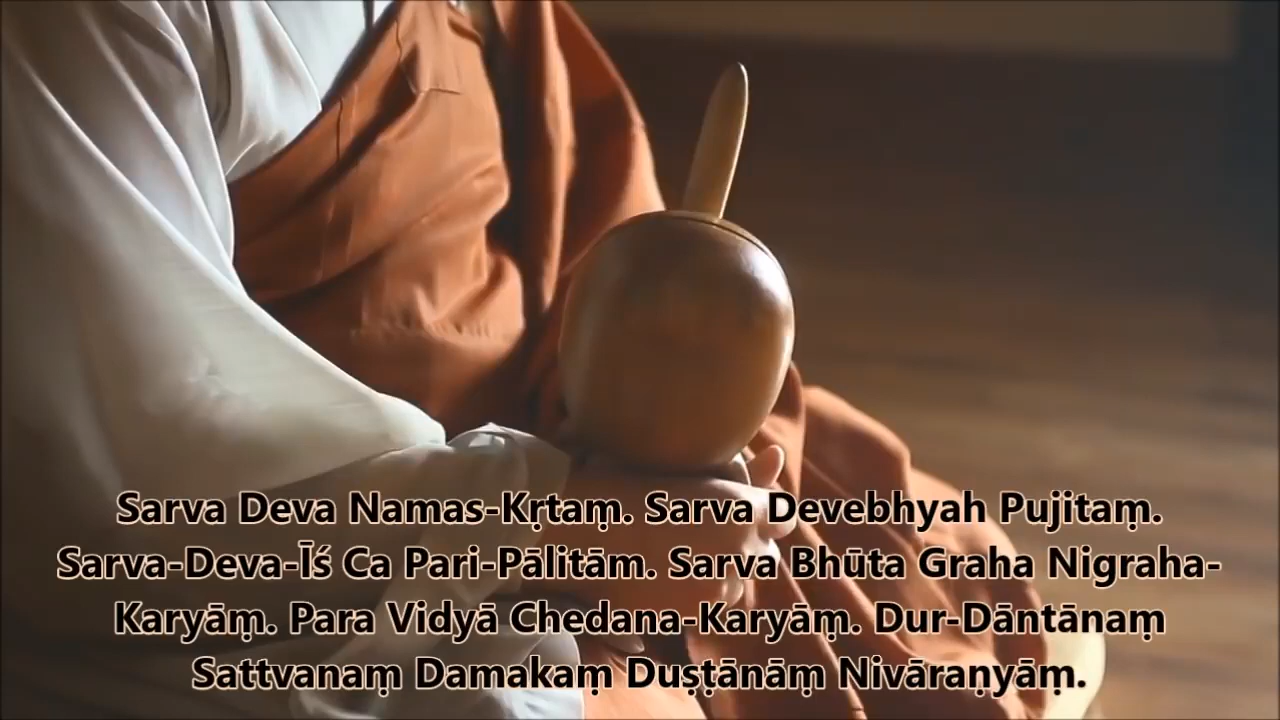 Sarva Deva Namas-Kṛtaṃ. Sarva Devebhyah Pujitaṃ.
Sarva-Deva-Īś Ca Pari-Pālitām. Sarva Bhūta Graha Nigraha-
Karyāṃ. Para Vidyā Chedana-Karyāṃ. Dur-Dāntānaṃ
Sattvanaṃ Damakaṃ Duṣṭānāṃ Nivāraṇyāṃ.